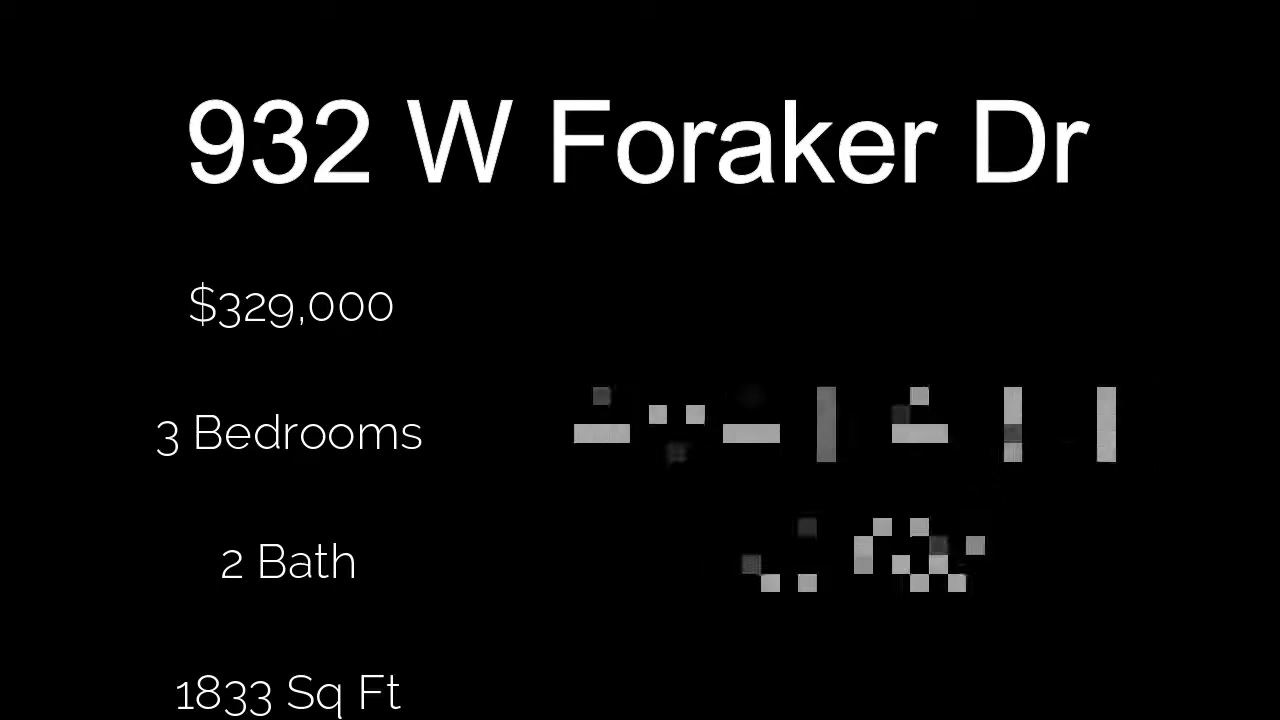 932 W Foraker Dr
$329,000
3 Bedrooms
2 Bath
1833 Sq Ft